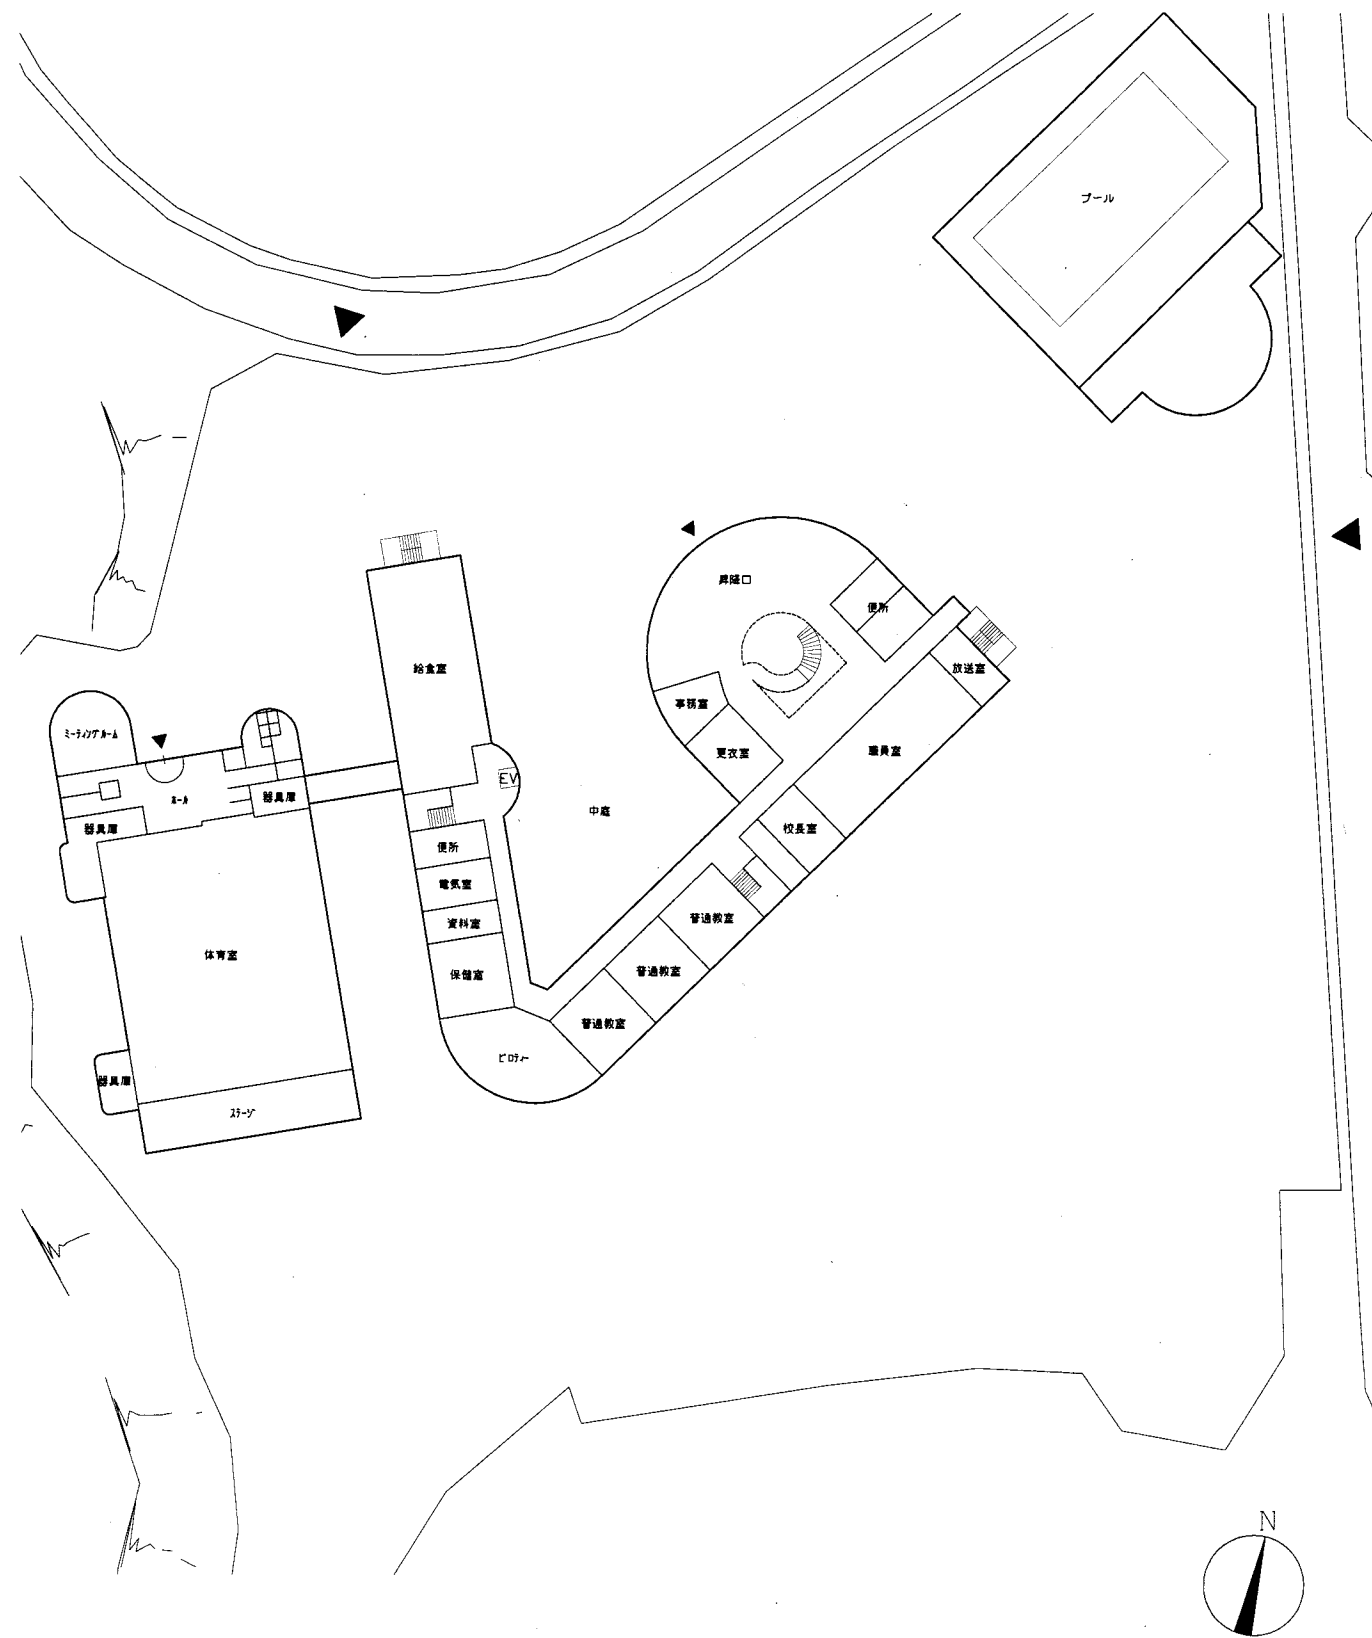 プール
昇降口
便所
給食室
放送室
事務室
ミーティングルーム
更衣室
職員室
EV
ホール
器具庫
中庭
器具庫
校長室
便所
電気室
普通教室
資料室
体育室
保健室
普通教室
普通教室
ピロティー
器具庫
ステージ
N